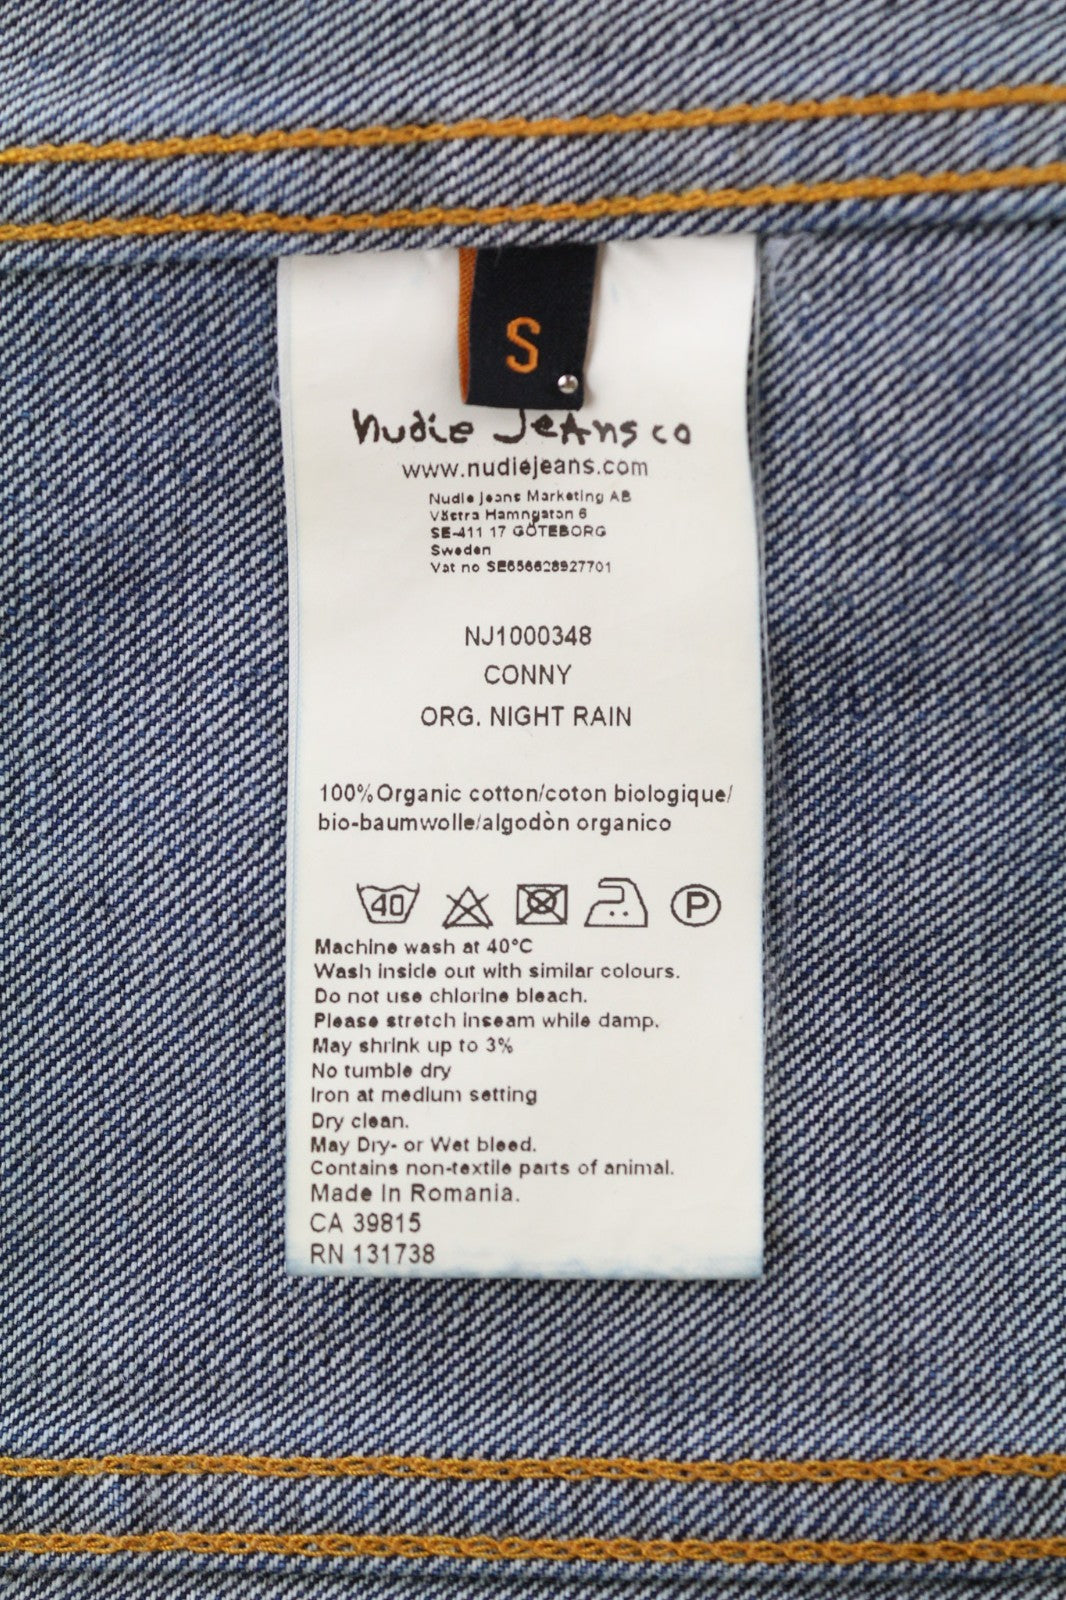 S
Nudie Jeans co
www.nudiejeans.com
Nudie Jeans Marketing AB
Västra Hamngatan 6
SE-411 17 GÖTEBORG
Sweden
Vat no SE656628927701
NJ1000348
CONNY
ORG. NIGHT RAIN
100%Organic cotton/coton biologique/
bio-baumwolle/algodòn organico
40 P
Machine wash at 40°C
Wash inside out with similar colours.
Do not use chlorine bleach.
Please stretch inseam while damp.
May shrink up to 3%
No tumble dry
Iron at medium setting
Dry clean.
May Dry- or Wet bleed.
Contains non-textile parts of animal.
Made In Romania.
CA 39815
RN 131738